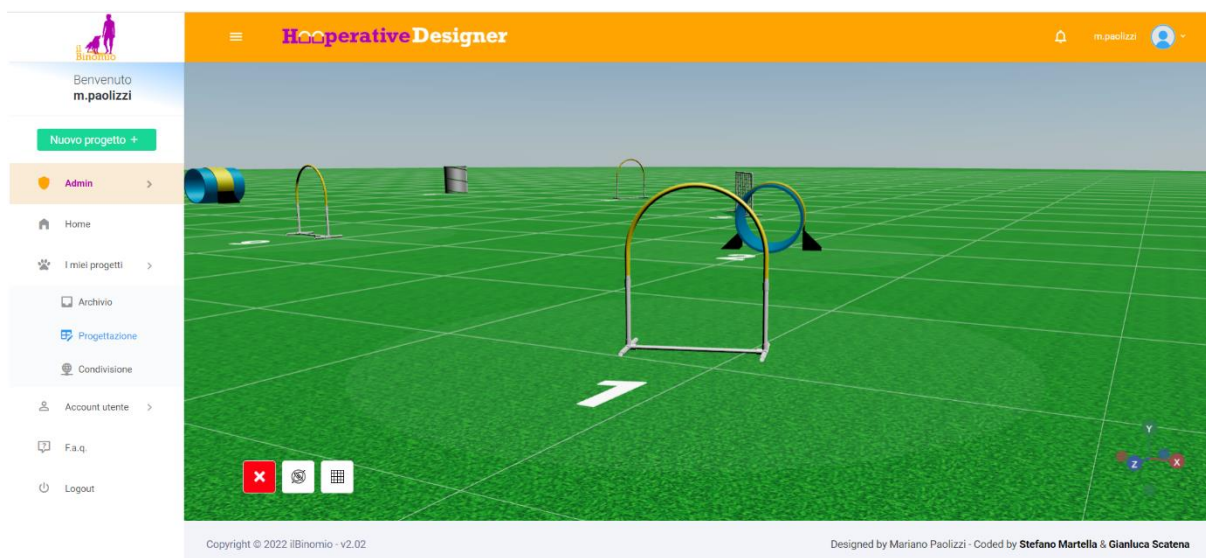 il
Binomio
HooperativeDesigner
m.paolizzi
Benvenuto
m.paolizzi
Nuovo progetto +
Admin
Home
I miei progetti
Archivio
Progettazione
Condivisione
Account utente
F.a.q.
Logout
1
Y
Z
X
Copyright © 2022 ilBinomio - v2.02
Designed by Mariano Paolizzi - Coded by Stefano Martella & Gianluca Scatena